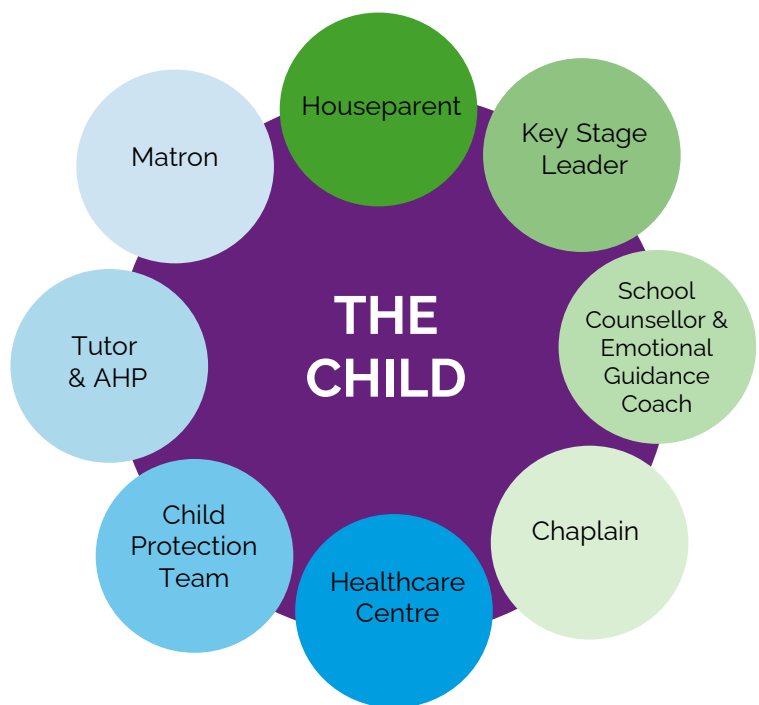 Houseparent
Key Stage
Leader
School
Counsellor &
Emotional
Guidance
Coach
Chaplain
Healthcare
Centre
Child
Protection
Team
Tutor
& AHP
Matron
THE
CHILD